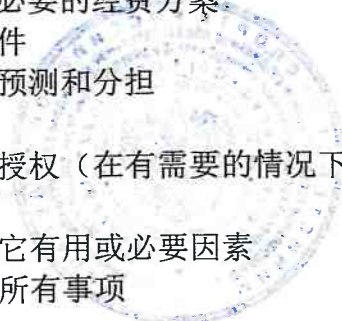 必要的经费方案
件
预测和分担
授权（在有需要的情况下
它有用或必要因素
所有事项